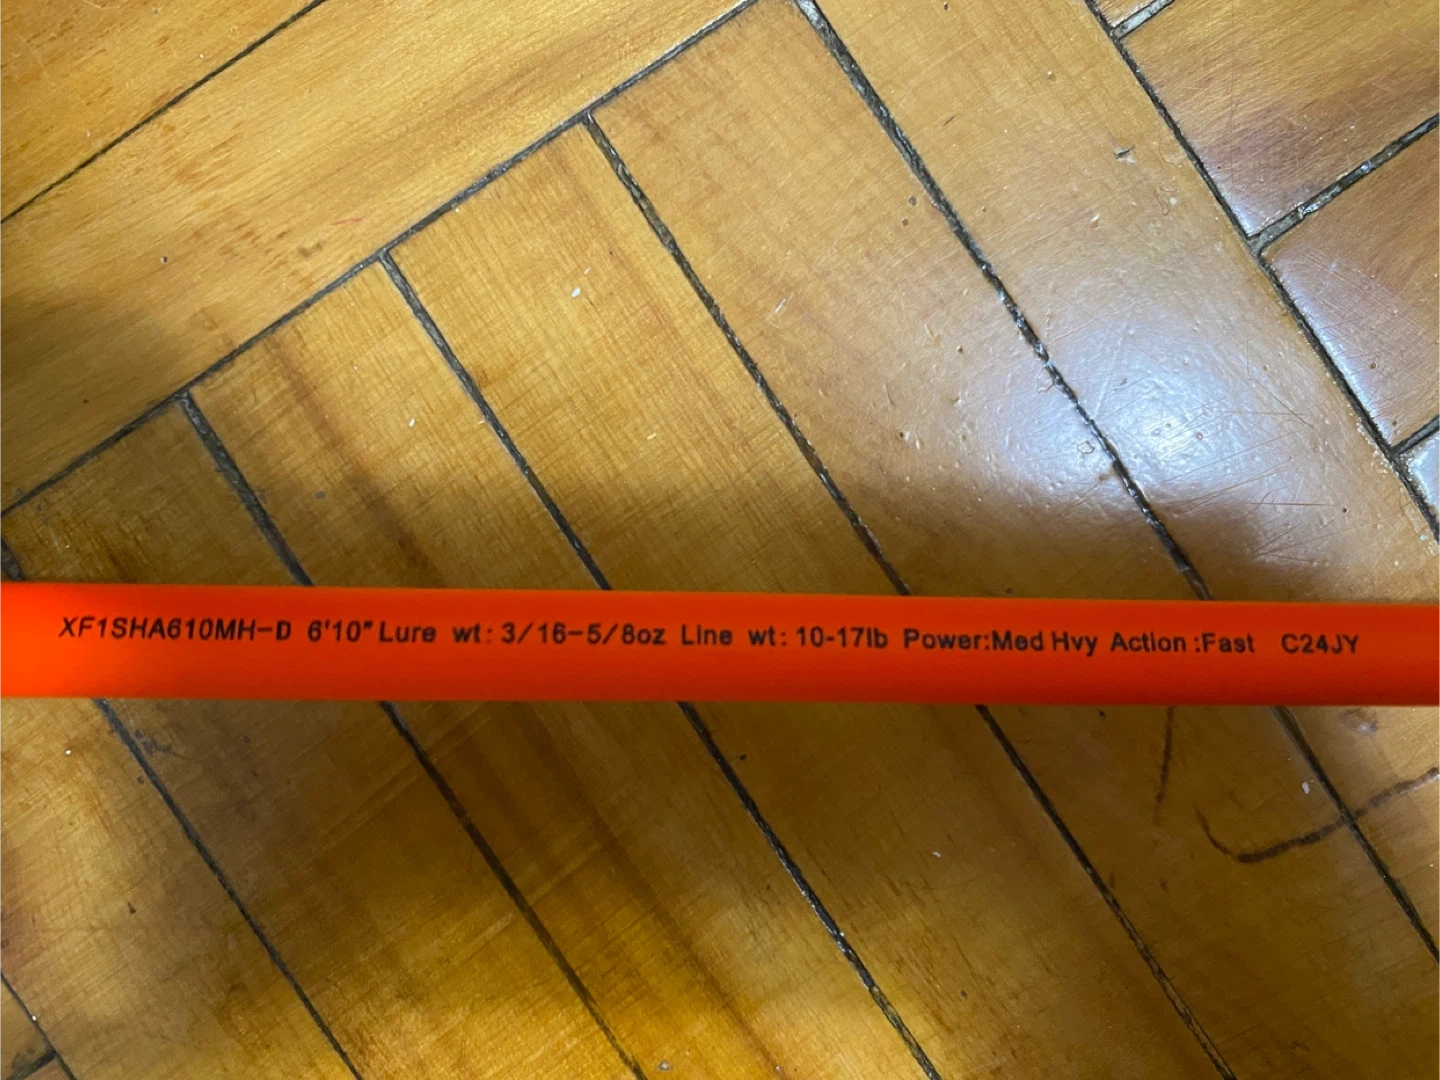 XF1SHA610MH-D 6'10" Lure wt: 3/16-5/8oz Line wt: 10-17lb Power:Med Hvy Action :Fast C24JY